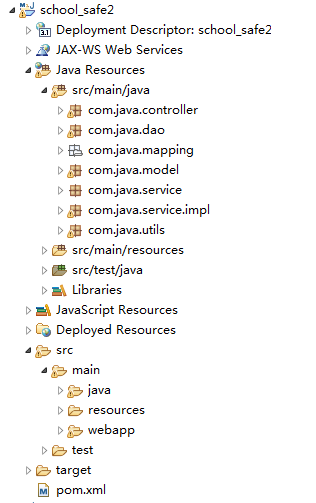 school_safe2
Deployment Descriptor: school_safe2
JAX-WS Web Services
Java Resources
src/main/java
com.java.controller
com.java.dao
com.java.mapping
com.java.model
com.java.service
com.java.service.impl
com.java.utils
src/main/resources
src/test/java
Libraries
JavaScript Resources
Deployed Resources
src
main
java
resources
webapp
test
target
pom.xml